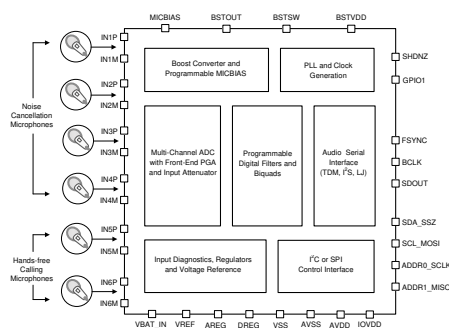 MICBIAS BSTOUT BSTSW BSTVDD
IN1P
IN1M
IN2P
IN2M
IN3P
IN3M
IN4P
IN4M
IN5P
IN5M
IN6P
IN6M
Noise
Cancellation
Microphones
Hands-free
Calling
Microphones
Boost Converter and
Programmable MICBIAS
PLL and Clock
Generation
Multi-Channel ADC
with Front-End PGA
and Input Attenuator
Programmable
Digital Filters and
Biquads
Audio Serial
Interface
(TDM, I²S, LJ)
Input Diagnostics, Regulators
and Voltage Reference
I²C or SPI
Control Interface
SHDNZ
GPIO1
FSYNC
BCLK
SDOUT
SDA_SSZ
SCL_MOSI
ADDR0_SCLK
ADDR1_MISO
VBAT_IN VREF AREG DREG VSS AVSS AVDD IOVDD